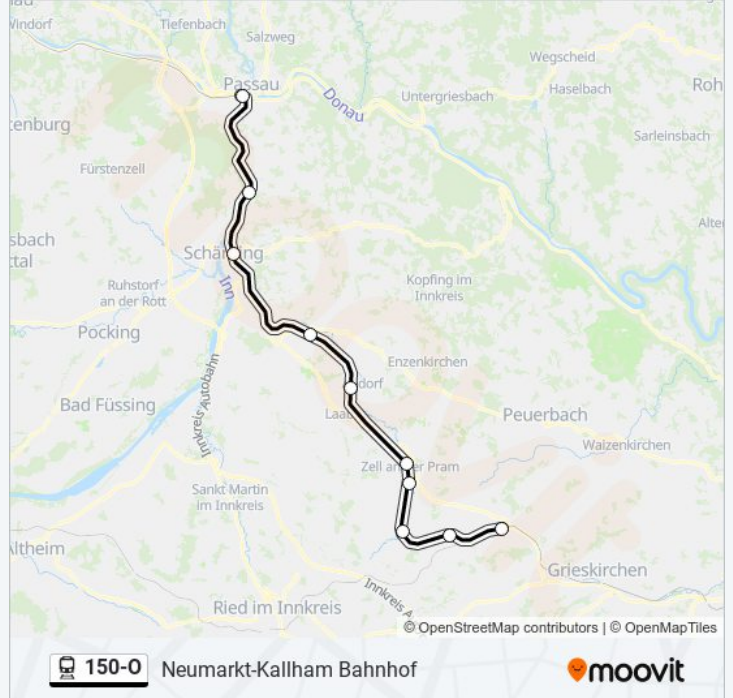 Windorf
Tiefenbach
Salzweg
Wegscheid
Passau
Haselbach
Roh
Untergriesbach
Donau
tenburg
Sarleinsbach
Fürstenzell
Alte
sbach
ttal
Schärding
Ruhstorf
an der Rott
Inn
Kopfing im
Innkreis
Pocking
Enzenkirchen
dorf
Bad Füssing
Innkreis Autobahn
Laa
Peuerbach
Waizenkirchen
Zell an der Pram
Sankt Martin
im Innkreis
Altheim
Grieskirchen
Innkreis A
Ried im Innkreis
© OpenStreetMap contributors | © OpenMapTiles
150-O Neumarkt-Kallham Bahnhof
moovit